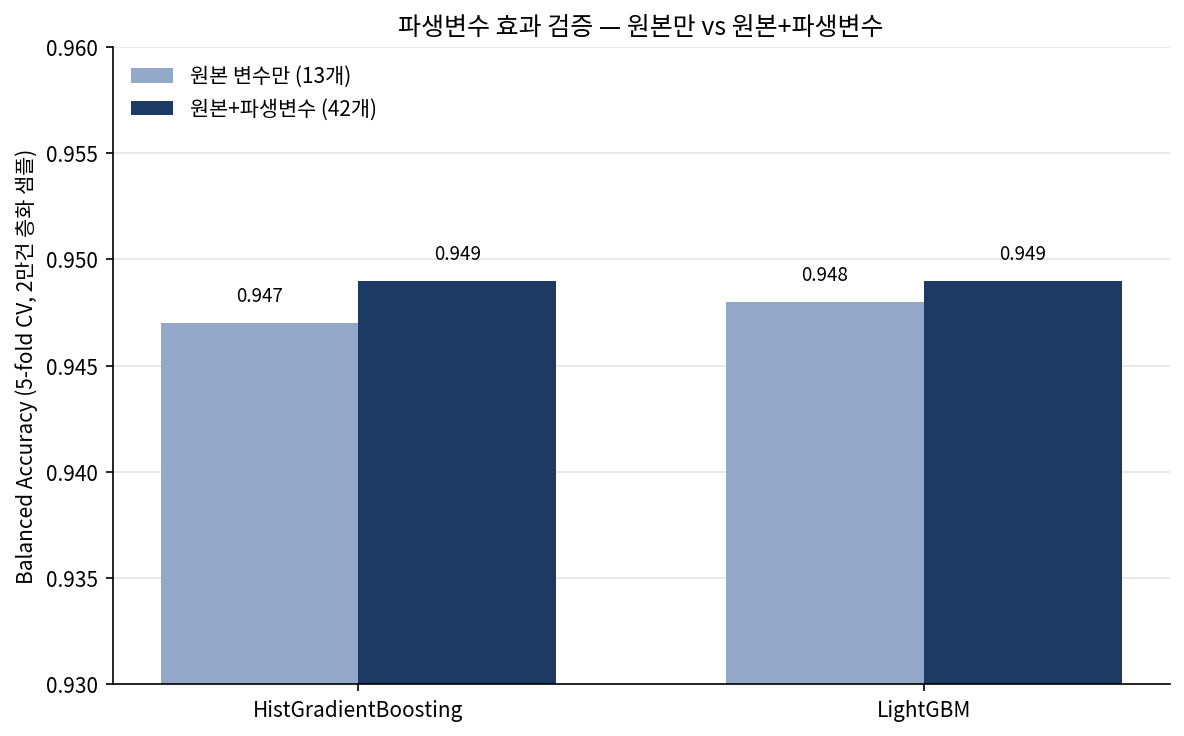 파생변수 효과 검증 — 원본만 vs 원본+파생변수
원본 변수만 (13개)
원본+파생변수 (42개)
Balanced Accuracy (5-fold CV, 2만건 층화 샘플)
0.960
0.955
0.950
0.945
0.940
0.935
0.930
0.947
0.949
0.948
0.949
HistGradientBoosting
LightGBM